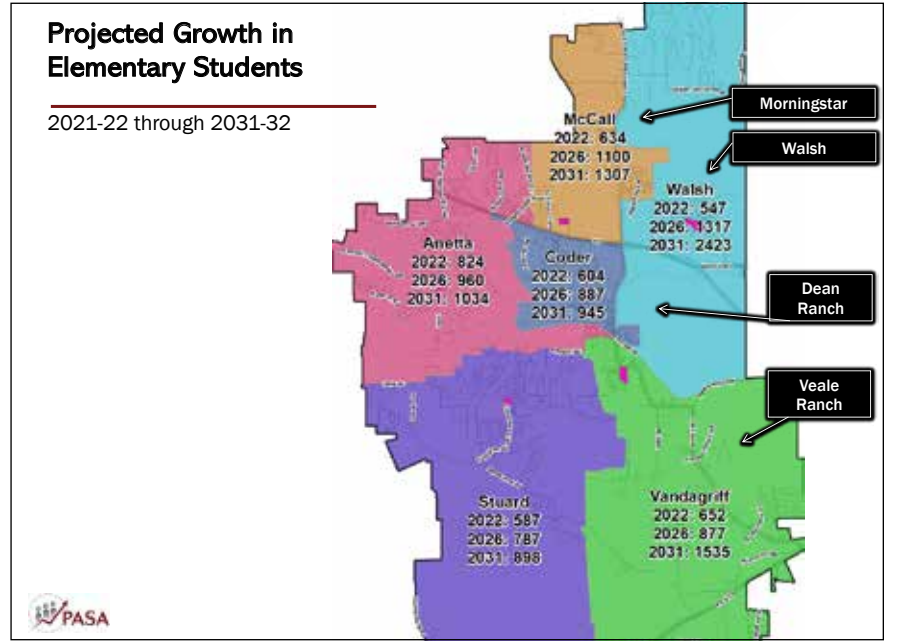 Projected Growth in
Elementary Students
2021-22 through 2031-32
Morningstar
McCall
2022: 634
2026: 1100
2031: 1307
Walsh
Walsh
2022: 547
2026: 1317
2031: 2423
Anetta
2022: 824
2026: 960
2031: 1034
Coder
2022: 604
2026: 887
2031: 945
Dean
Ranch
Veale
Ranch
Stuard
2022: 587
2026: 787
2031: 898
Vandagriff
2022: 652
2026: 877
2031: 1535
PASA